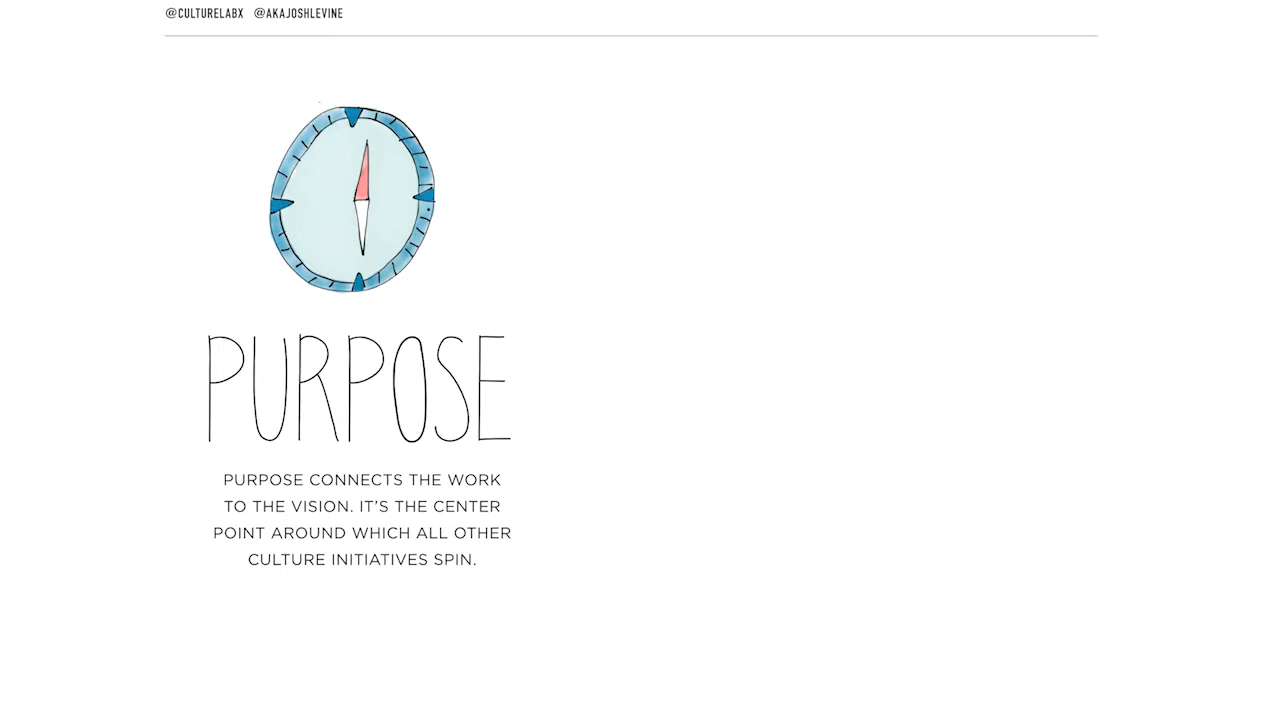 @CULTURELABX @AKAJOSHLEVINE
PURPOSE
PURPOSE CONNECTS THE WORK
TO THE VISION. IT'S THE CENTER
POINT AROUND WHICH ALL OTHER
CULTURE INITIATIVES SPIN.